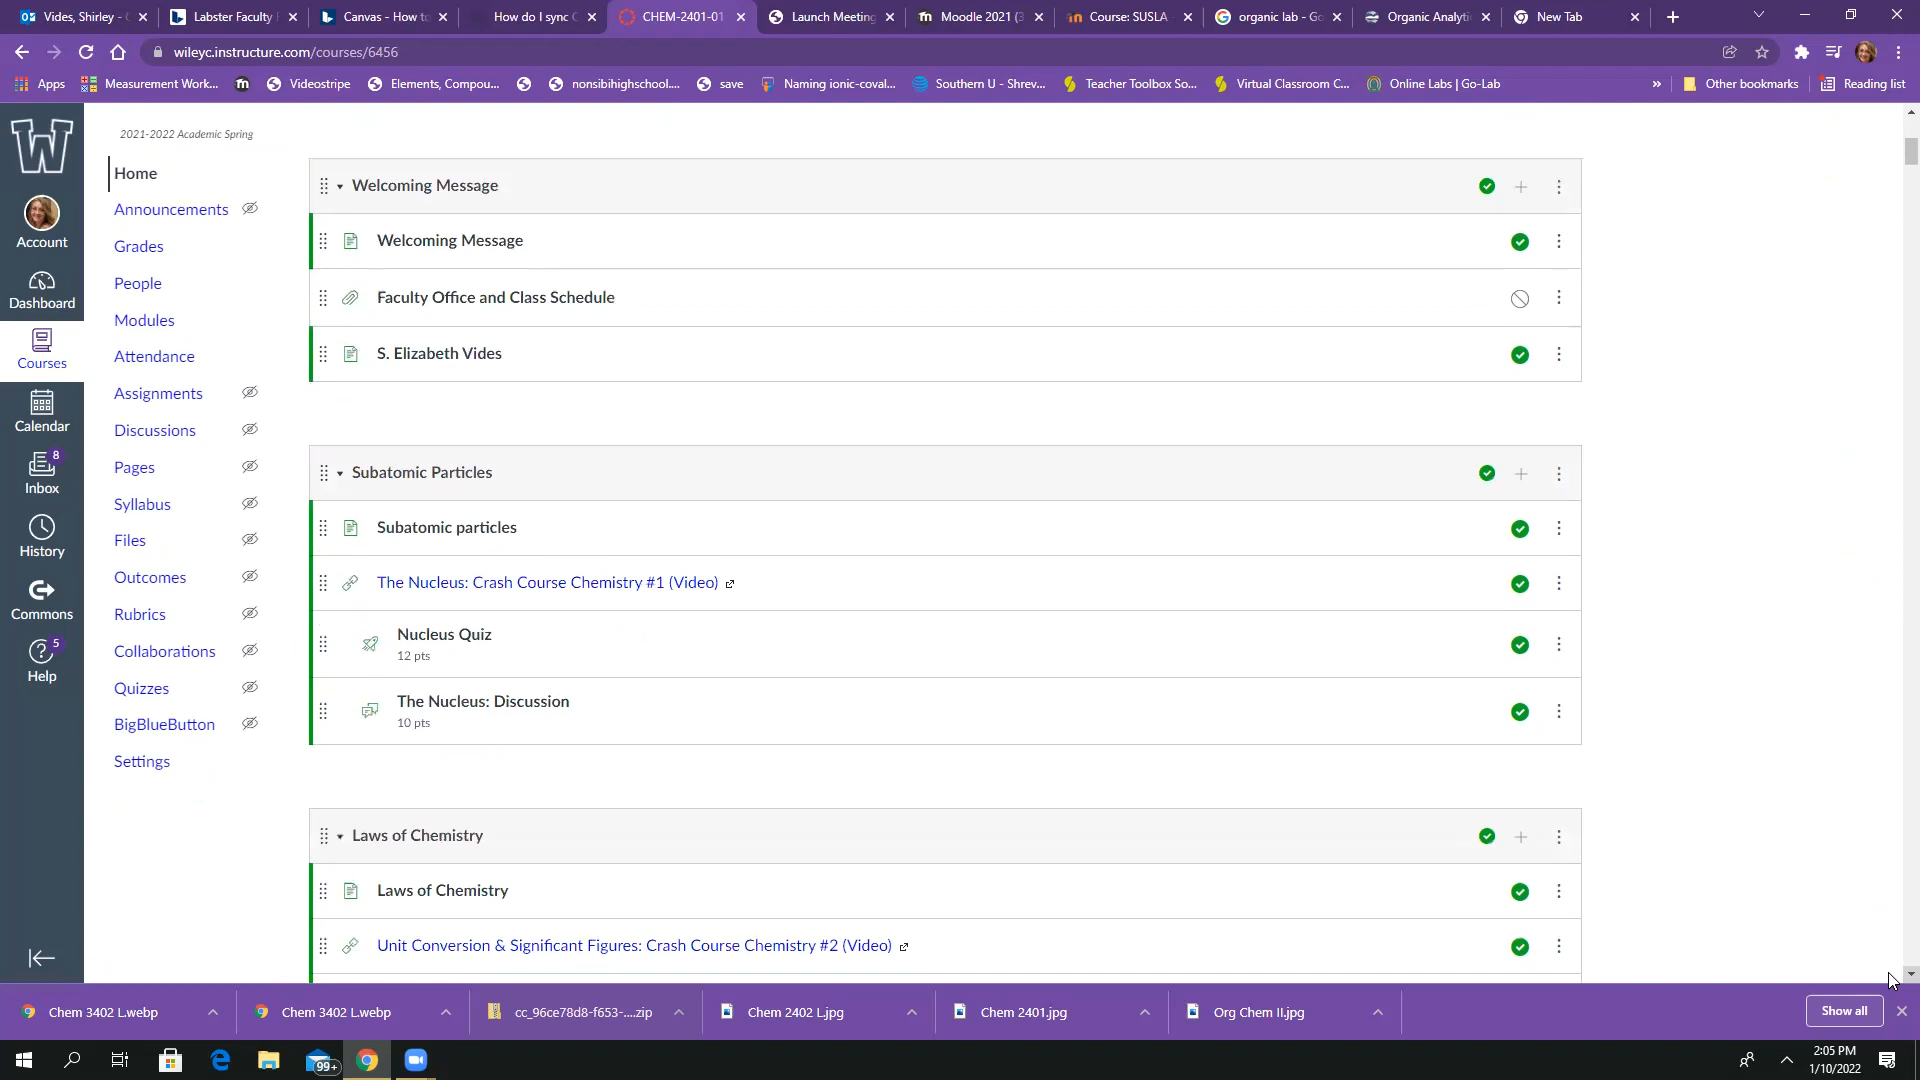 Vides, Shirley -
Labster Faculty
Canvas - How to
How do I sync C
CHEM-2401-01
Launch Meeting
Moodle 2021 (3
Course: SUSLA
organic lab - Go
Organic Analyti
New Tab
wileyc.instructure.com/courses/6456
Apps
Measurement Work...
Videostripe
Elements, Compou...
nonsibihighschool....
save
Naming ionic-coval...
Southern U - Shrev...
Teacher Toolbox So...
Virtual Classroom C...
Online Labs | Go-Lab
»
Other bookmarks
Reading list
W
Account
Dashboard
Courses
Calendar
8
Inbox
History
Commons
5
Help
2021-2022 Academic Spring
Home
Announcements
Grades
People
Modules
Attendance
Assignments
Discussions
Pages
Syllabus
Files
Outcomes
Rubrics
Collaborations
Quizzes
BigBlueButton
Settings
Welcoming Message
Welcoming Message
Faculty Office and Class Schedule
S. Elizabeth Vides
Subatomic Particles
Subatomic particles
The Nucleus: Crash Course Chemistry #1 (Video)
Nucleus Quiz
12 pts
The Nucleus: Discussion
10 pts
Laws of Chemistry
Laws of Chemistry
Unit Conversion & Significant Figures: Crash Course Chemistry #2 (Video)
Chem 3402 L.webp
Chem 3402 L.webp
cc_96ce78d8-f653-....zip
Chem 2402 L.jpg
Chem 2401.jpg
Org Chem II.jpg
Show all
99+
2:05 PM
1/10/2022